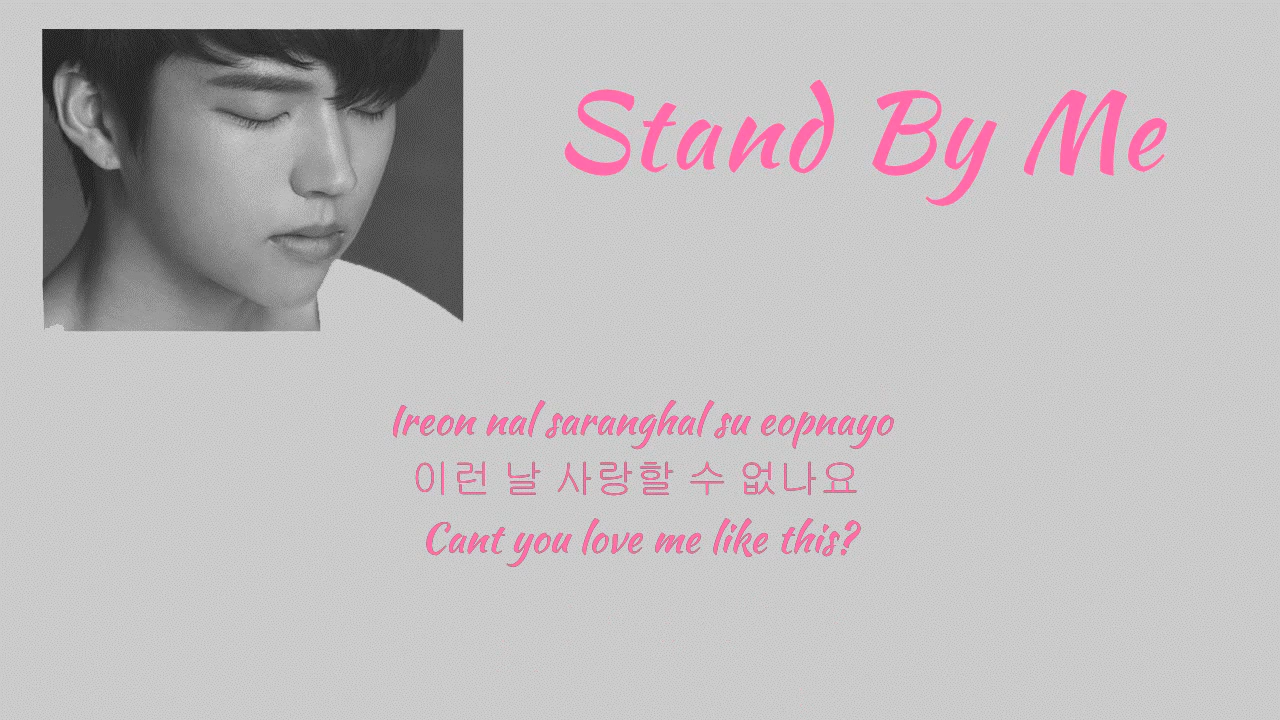 Stand By Me
Ireon nal saranghal su eopnayo
이런 날 사랑할 수 없나요
Cant you love me like this?